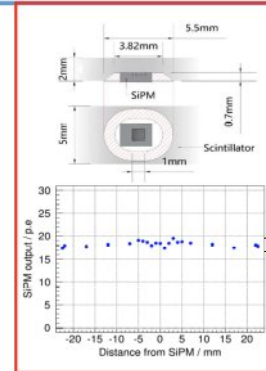 5.5mm
3.82mm
2mm
SiPM
0.7mm
5mm
Scintillator
1mm
SiPM output / p.e
30
25
20
15
10
5
0
-20 -15 -10 -5 0 5 10 15 20
Distance from SiPM / mm